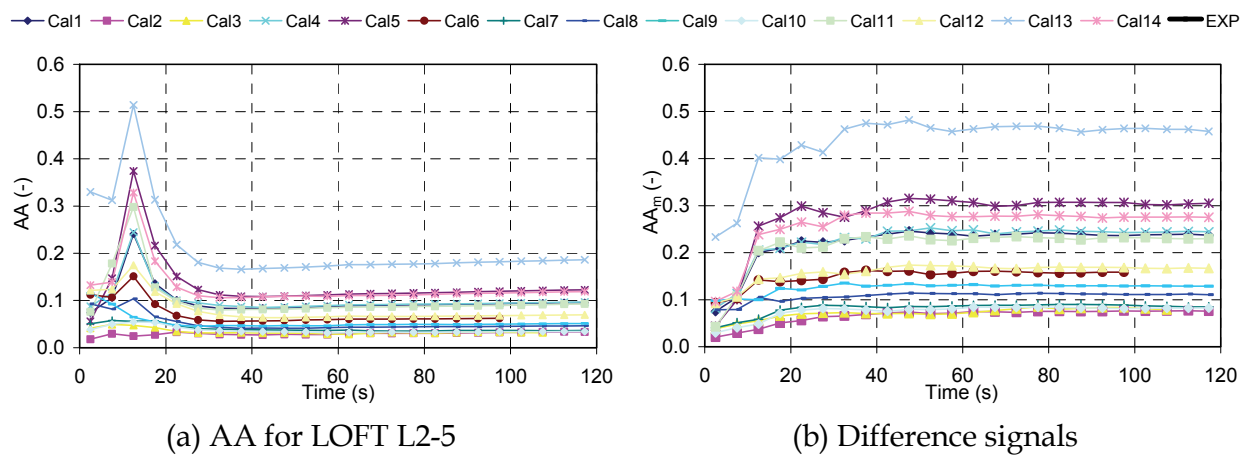 Cal1 Cal2 Cal3 Cal4 Cal5 Cal6 Cal7 Cal8 Cal9 Cal10 Cal11 Cal12 Cal13 Cal14 EXP
0.6
0.5
0.4
0.3
0.2
0.1
0.0
AA (-)
0 20 40 60 80 100 120
Time (s)
0.6
0.5
0.4
0.3
0.2
0.1
0.0
AAm (-)
0 20 40 60 80 100 120
Time (s)
(a) AA for LOFT L2-5
(b) Difference signals